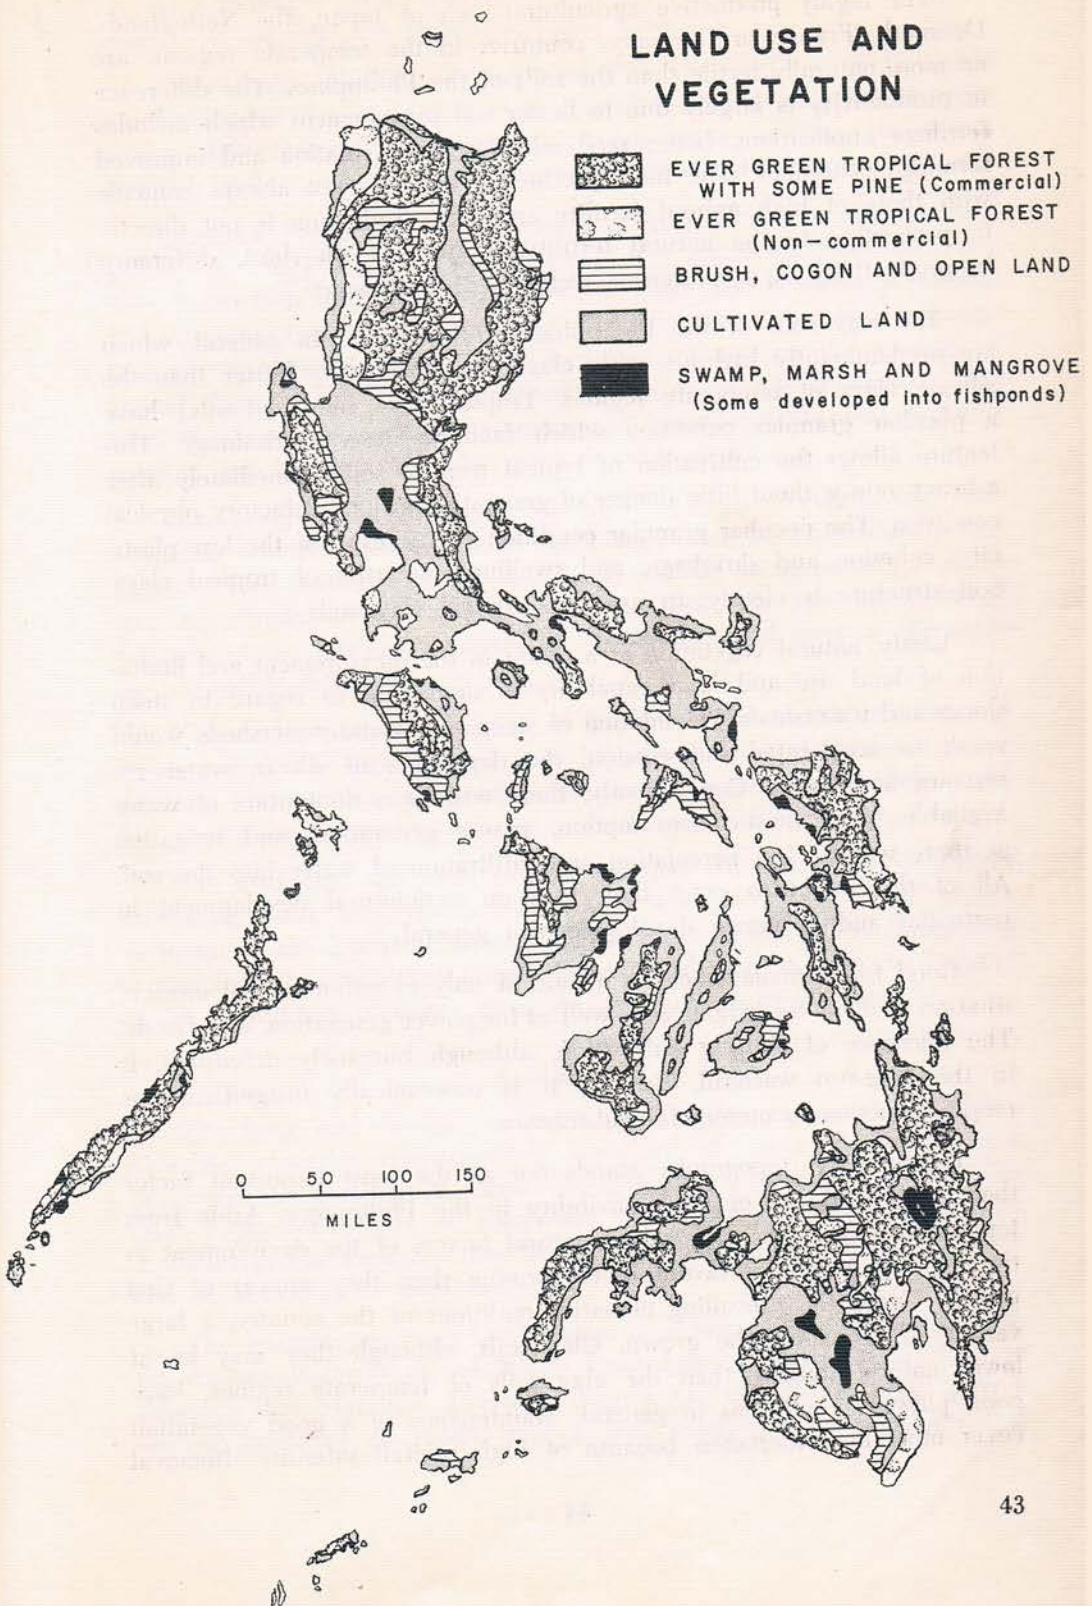 LAND USE AND
VEGETATION
EVER GREEN TROPICAL FOREST
WITH SOME PINE (Commercial)
EVER GREEN TROPICAL FOREST
(Non-commercial)
BRUSH, COGON AND OPEN LAND
CULTIVATED LAND
SWAMP, MARSH AND MANGROVE
(Some developed into fishponds)
0 50 100 150
MILES
43